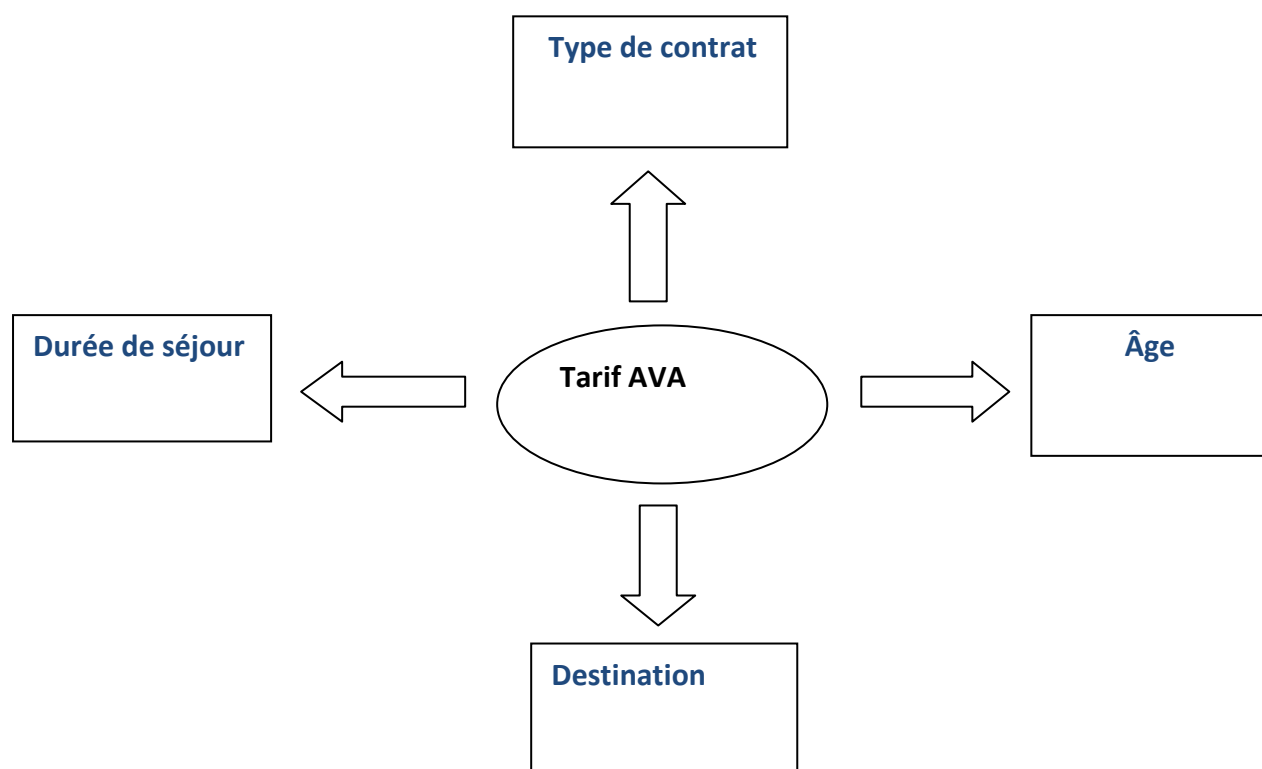 Type de contrat
Durée de séjour
Tarif AVA
Âge
Destination